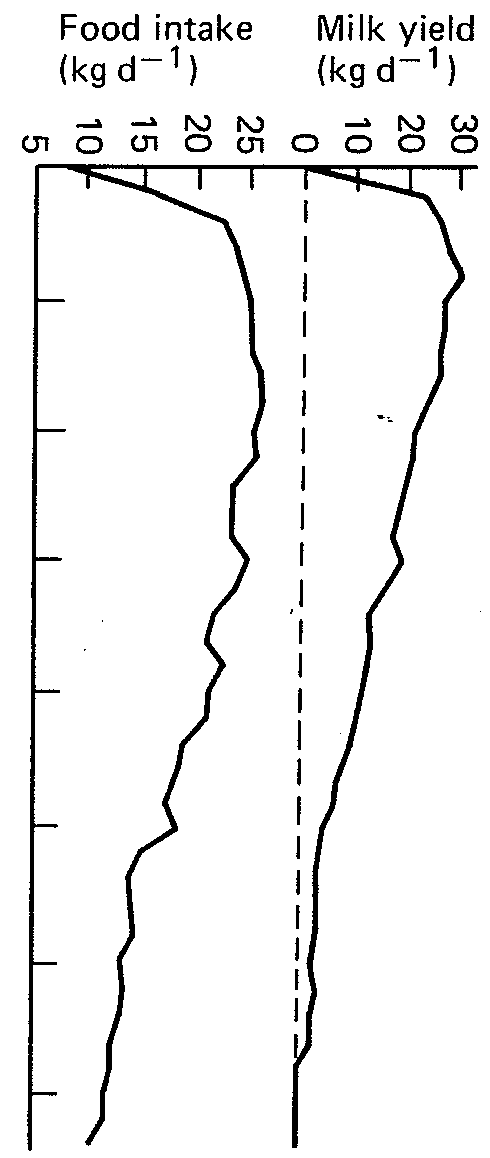 Food intake
(kg d⁻¹)
Milk yield
(kg d⁻¹)
5 10 15 20 25
0 10 20 30